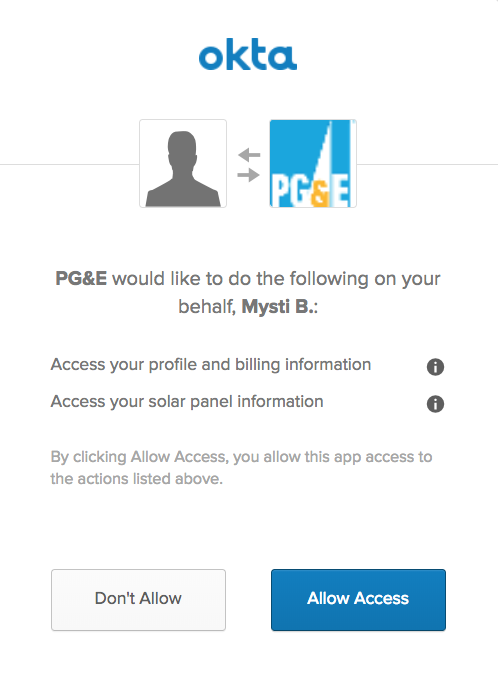 okta
PG&E
PG&E would like to do the following on your
behalf, Mysti B.:
Access your profile and billing information
i
Access your solar panel information
i
By clicking Allow Access, you allow this app access to
the actions listed above.
Don't Allow
Allow Access